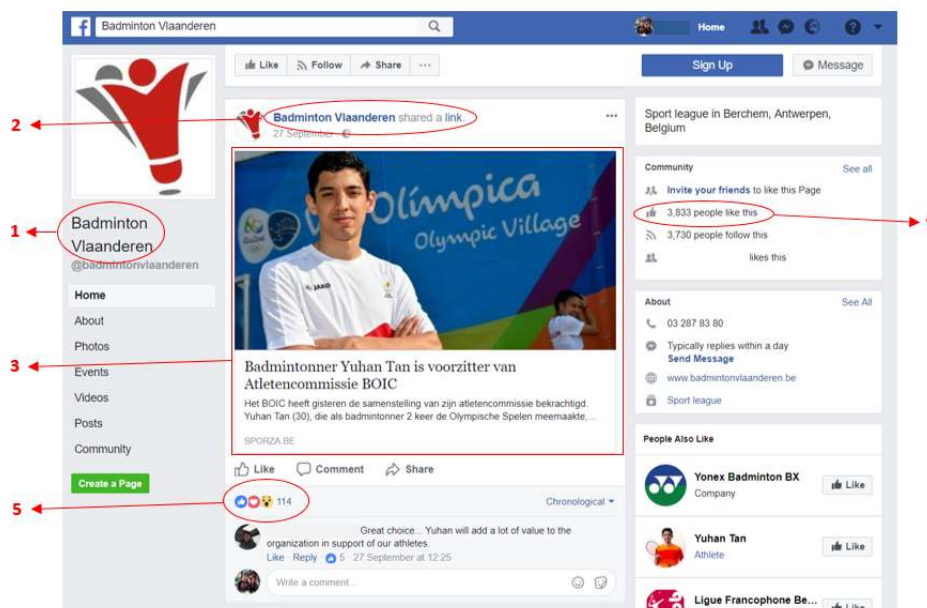 Badminton Vlaanderen
Home
Like Follow Share ...
Sign Up
Message
2
Badminton Vlaanderen shared a link.
27 September
Olímpica
Olympic Village
JAKO
Badmintonner Yuhan Tan is voorzitter van
Atletencommissie BOIC
Het BOIC heeft gisteren de samenstelling van zijn atletencommissie bekrachtigd.
Yuhan Tan (30), die als badmintonner 2 keer de Olympische Spelen meemaakte,...
SPORZA.BE
Like Comment Share
114
Chronological
Great choice... Yuhan will add a lot of value to the
organization in support of our athletes.
Like · Reply · 5 · 27 September at 12:25
Write a comment...
1
Badminton
Vlaanderen
@badmintonvlaanderen
Home
About
Photos
3
Events
Videos
Posts
Community
Create a Page
5
Sport league in Berchem, Antwerpen,
Belgium
Community
See all
Invite your friends to like this Page
3,833 people like this
3,730 people follow this
likes this
About
See All
03 287 83 80
Typically replies within a day
Send Message
www.badmintonvlaanderen.be
Sport league
People Also Like
Yonex Badminton BX
Company
Like
Yuhan Tan
Athlete
Like
Ligue Francophone Be...
Like